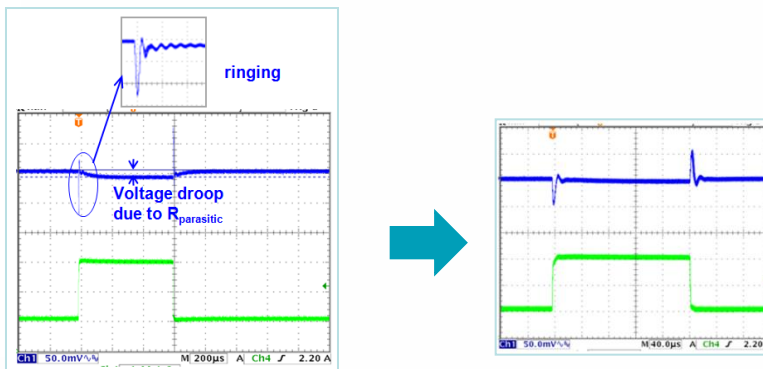 ringing
T
Voltage droop
due to Rparasitic
Ch1 50.0mV M 200µs A Ch4 2.20 A
T
Ch1 50.0mV M 40.0µs A Ch4 2.20